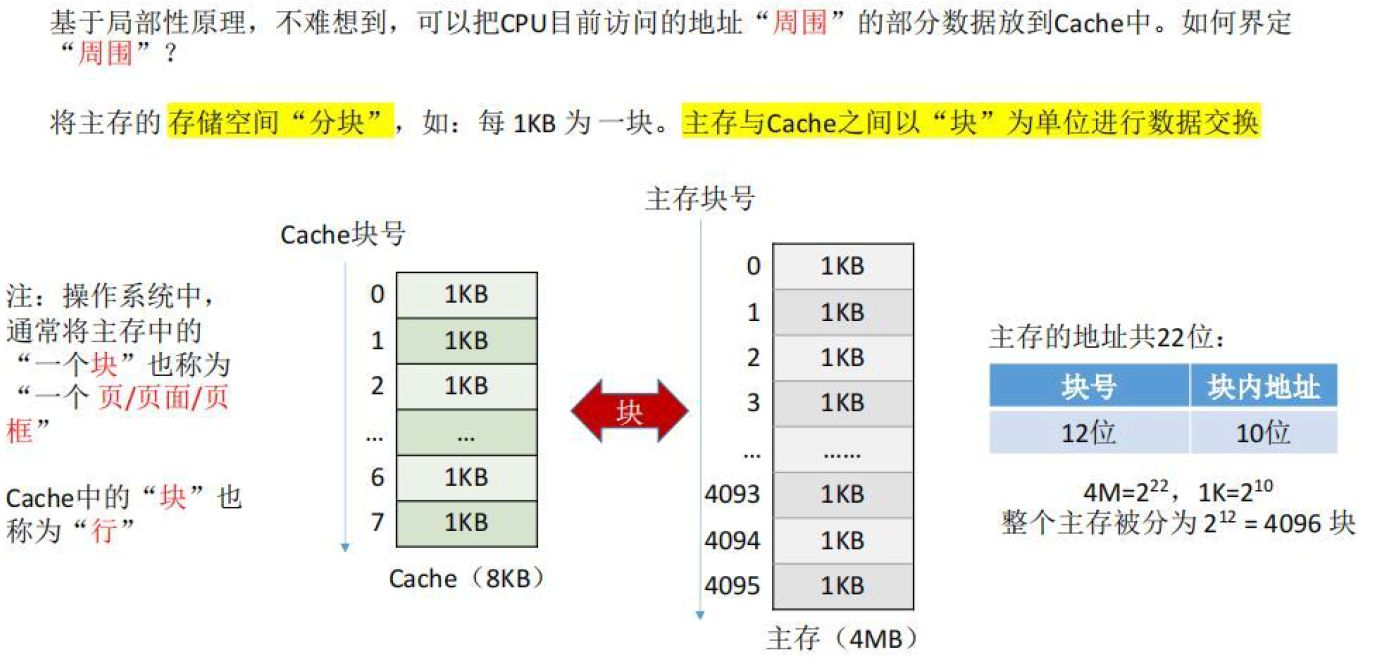 基于局部性原理，不难想到，可以把CPU目前访问的地址“周围”的部分数据放到Cache中。如何界定
“周围”？
将主存的 存储空间“分块”，如：每 1KB 为一块。主存与Cache之间以“块”为单位进行数据交换
主存块号
Cache块号
注：操作系统中，
通常将主存中的
“一个块”也称为
“一个 页/页面/页
框”
Cache中的“块”也
称为“行”
0 1KB
1 1KB
2 1KB
... ...
6 1KB
7 1KB
Cache（8KB）
块
0 1KB
1 1KB
2 1KB
3 1KB
... ......
4093 1KB
4094 1KB
4095 1KB
主存（4MB）
主存的地址共22位：
块号 块内地址
12位 10位
4M=2²²，1K=2¹⁰
整个主存被分为 2¹² = 4096 块